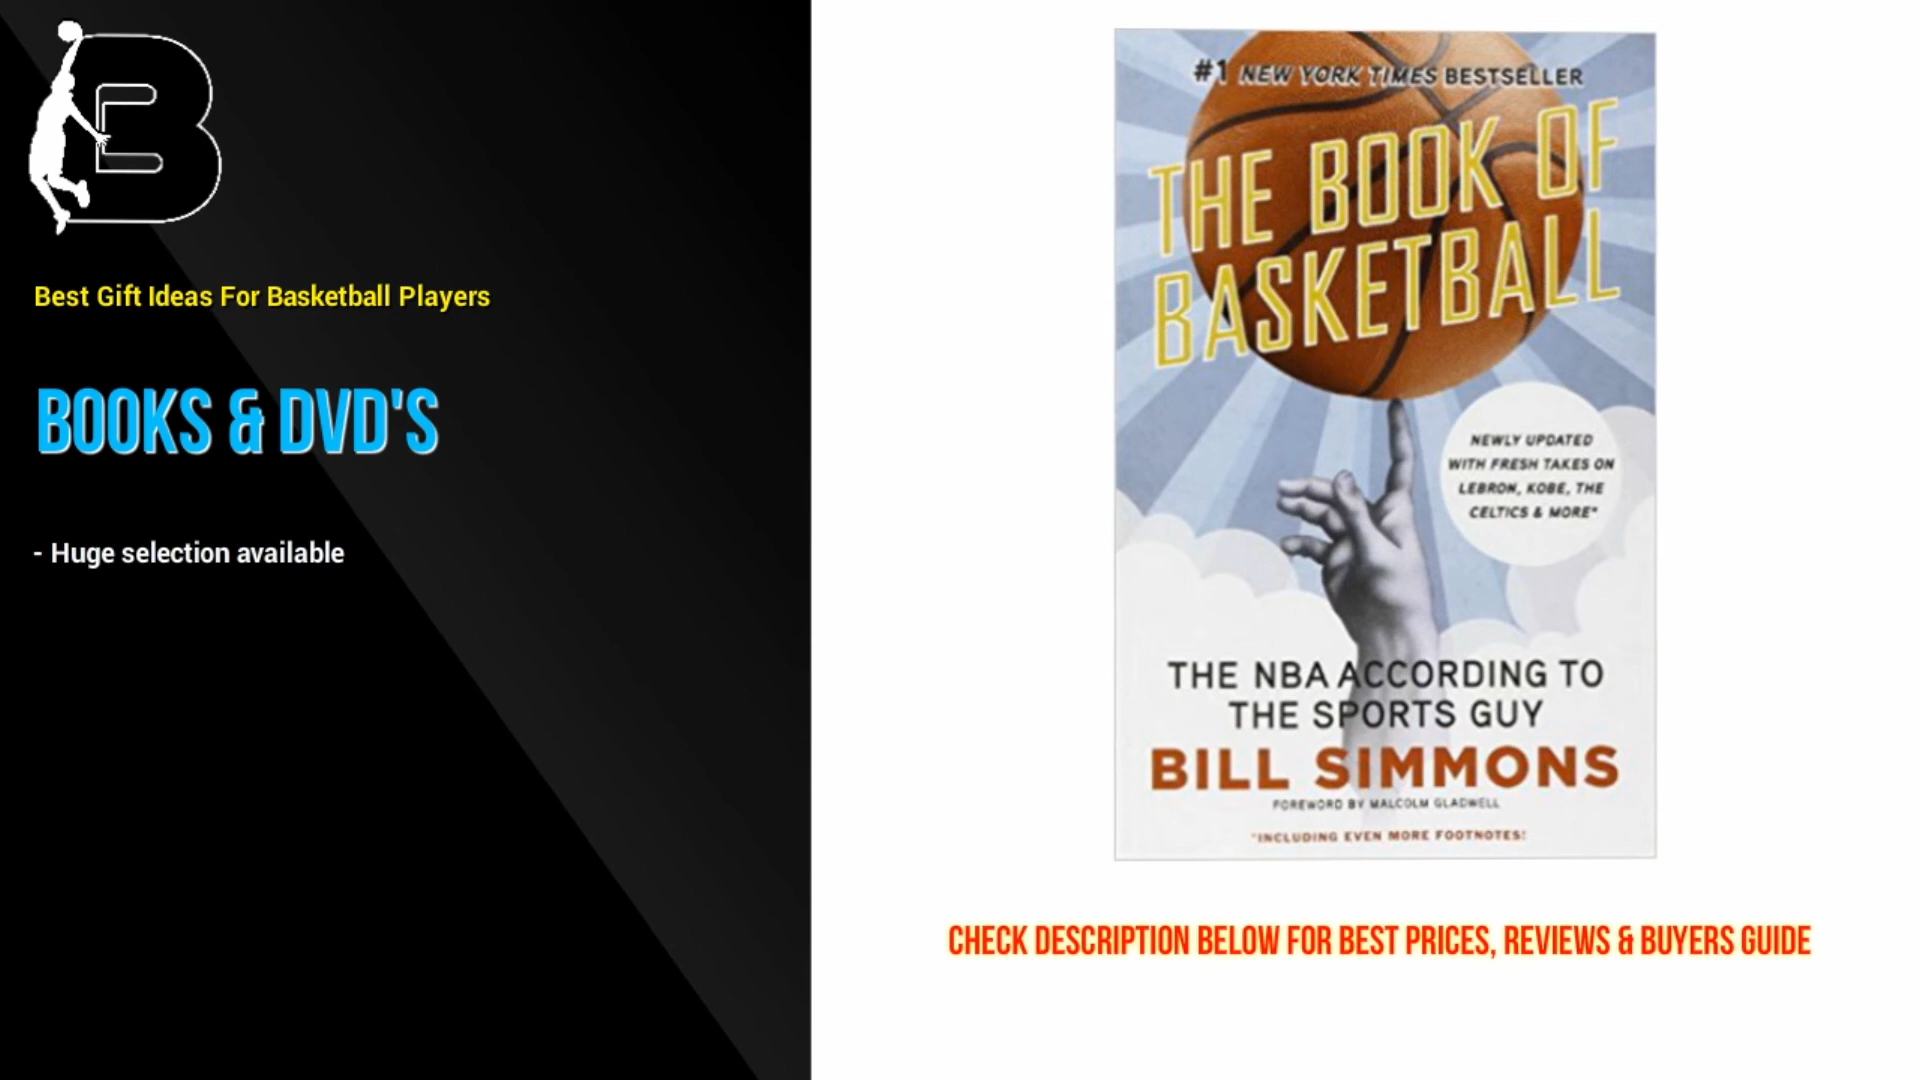 B
Best Gift Ideas For Basketball Players
BOOKS & DVD'S
- Huge selection available
#1 NEW YORK TIMES BESTSELLER
THE BOOK OF
BASKETBALL
NEWLY UPDATED
WITH FRESH TAKES ON
LEBRON, KOBE, THE
CELTICS & MORE*
THE NBA ACCORDING TO
THE SPORTS GUY
BILL SIMMONS
FOREWORD BY MALCOLM GLADWELL
*INCLUDING EVEN MORE FOOTNOTES!
CHECK DESCRIPTION BELOW FOR BEST PRICES, REVIEWS & BUYERS GUIDE